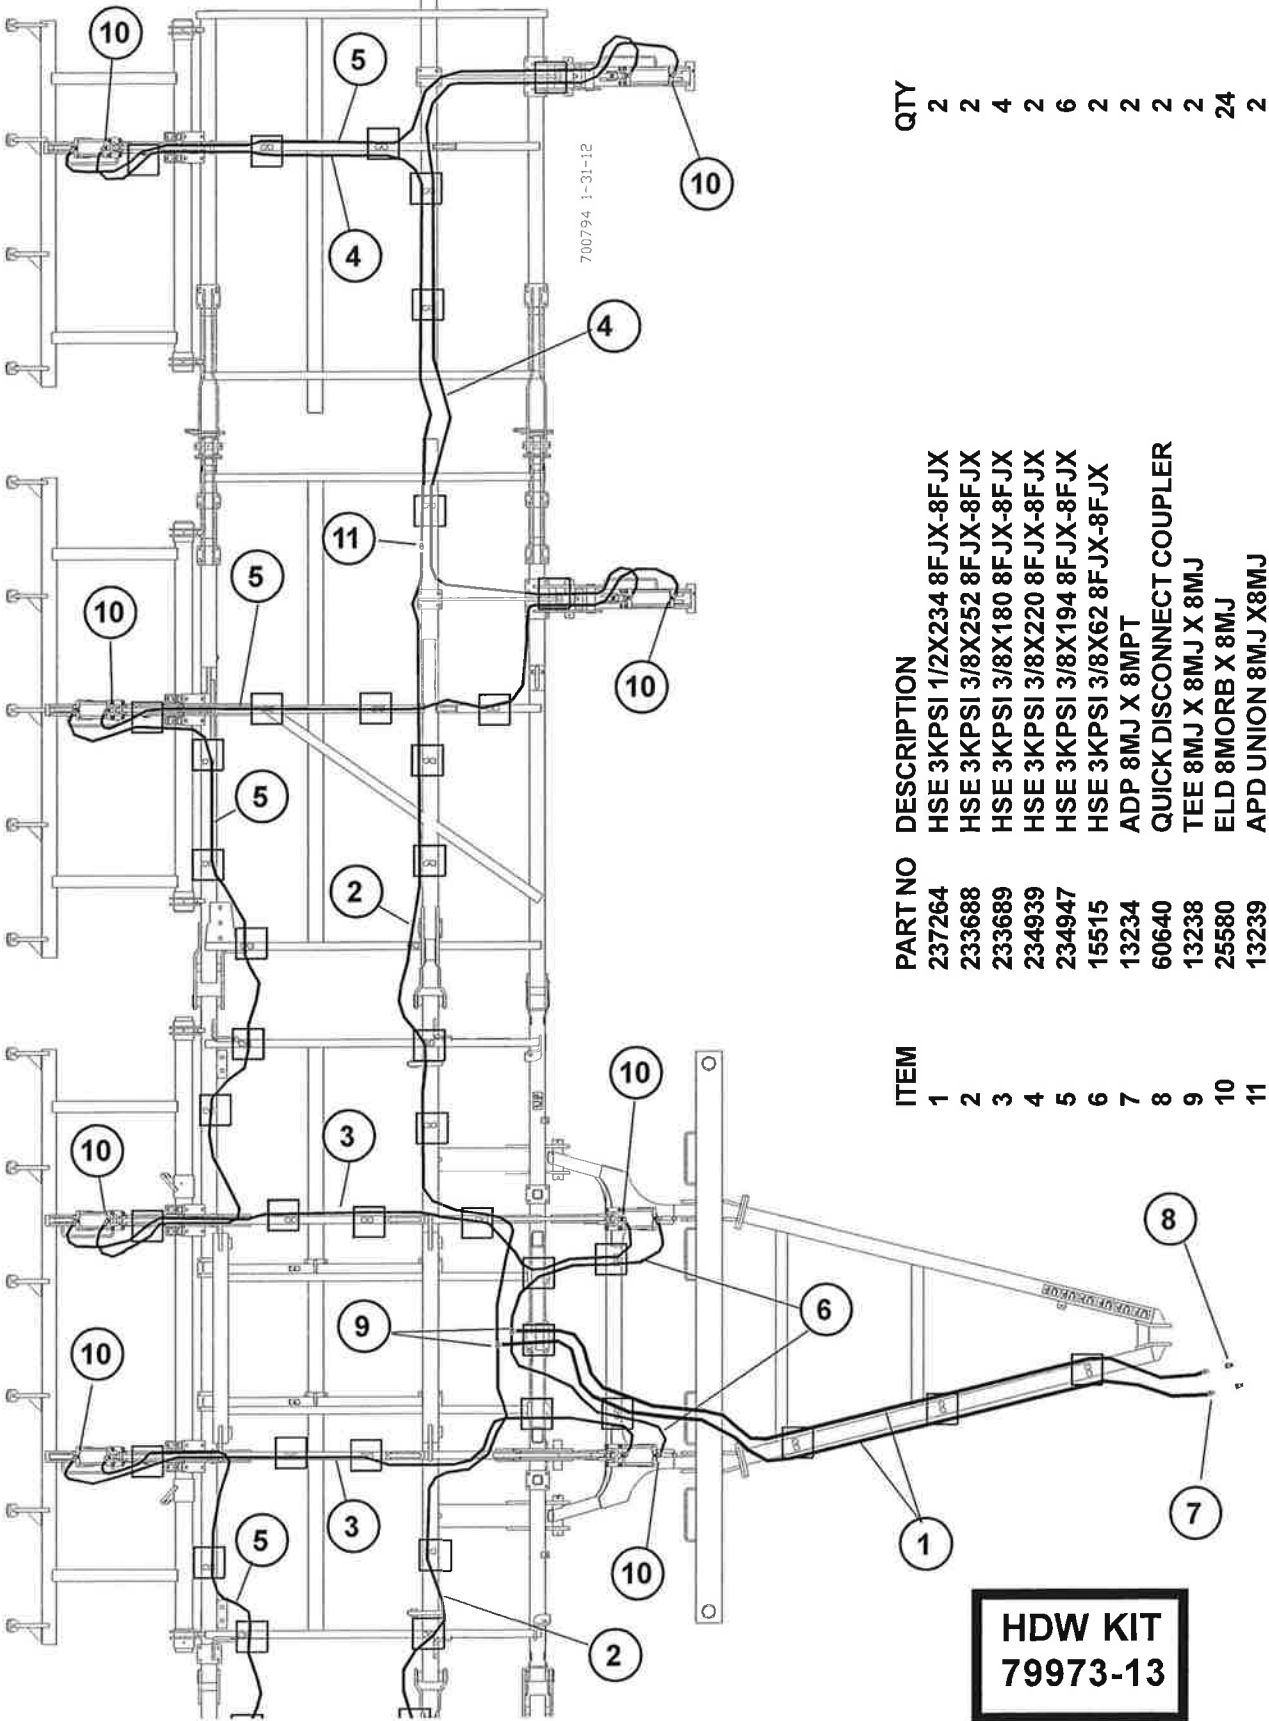 10
5
10
4
4
700794 1-31-12
11
5
10
10
5
2
10
10
3
8
9
6
10
3
5
10
1
7
2
ITEM PART NO DESCRIPTION QTY
1 237264 HSE 3KPSI 1/2X234 8FJX-8FJX 2
2 233688 HSE 3KPSI 3/8X252 8FJX-8FJX 2
3 233689 HSE 3KPSI 3/8X180 8FJX-8FJX 4
4 234939 HSE 3KPSI 3/8X220 8FJX-8FJX 2
5 234947 HSE 3KPSI 3/8X194 8FJX-8FJX 6
6 15515 HSE 3KPSI 3/8X62 8FJX-8FJX 2
7 13234 ADP 8MJ X 8MPT 2
8 60640 QUICK DISCONNECT COUPLER 2
9 13238 TEE 8MJ X 8MJ X 8MJ 2
10 25580 ELD 8MORB X 8MJ 24
11 13239 APD UNION 8MJ X8MJ 2
HDW KIT
79973-13